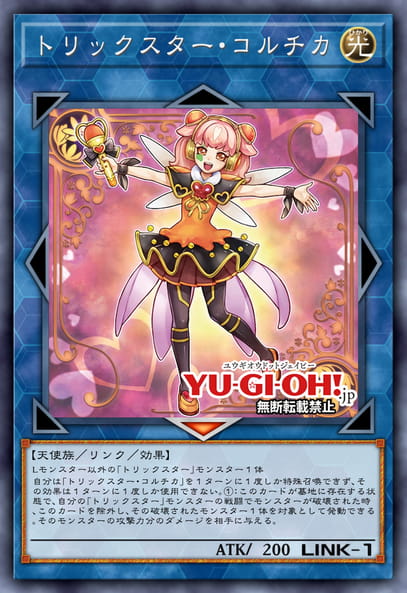 トリックスター・コルチカ
ひかり
光
ユウギオウドットジェイピー
YU-GI-OH!.jp
無断転載禁止
【天使族／リンク／効果】
Lモンスター以外の「トリックスター」モンスター１体
自分は「トリックスター・コルチカ」を１ターンに１度しか特殊召喚できず、そ
の効果は１ターンに１度しか使用できない。①：このカードが墓地に存在する状
態で、自分の「トリックスター」モンスターの戦闘でモンスターが破壊された時、
このカードを除外し、その破壊されたモンスター１体を対象として発動できる。
そのモンスターの攻撃力分のダメージを相手に与える。
ATK/ 200 LINK-1